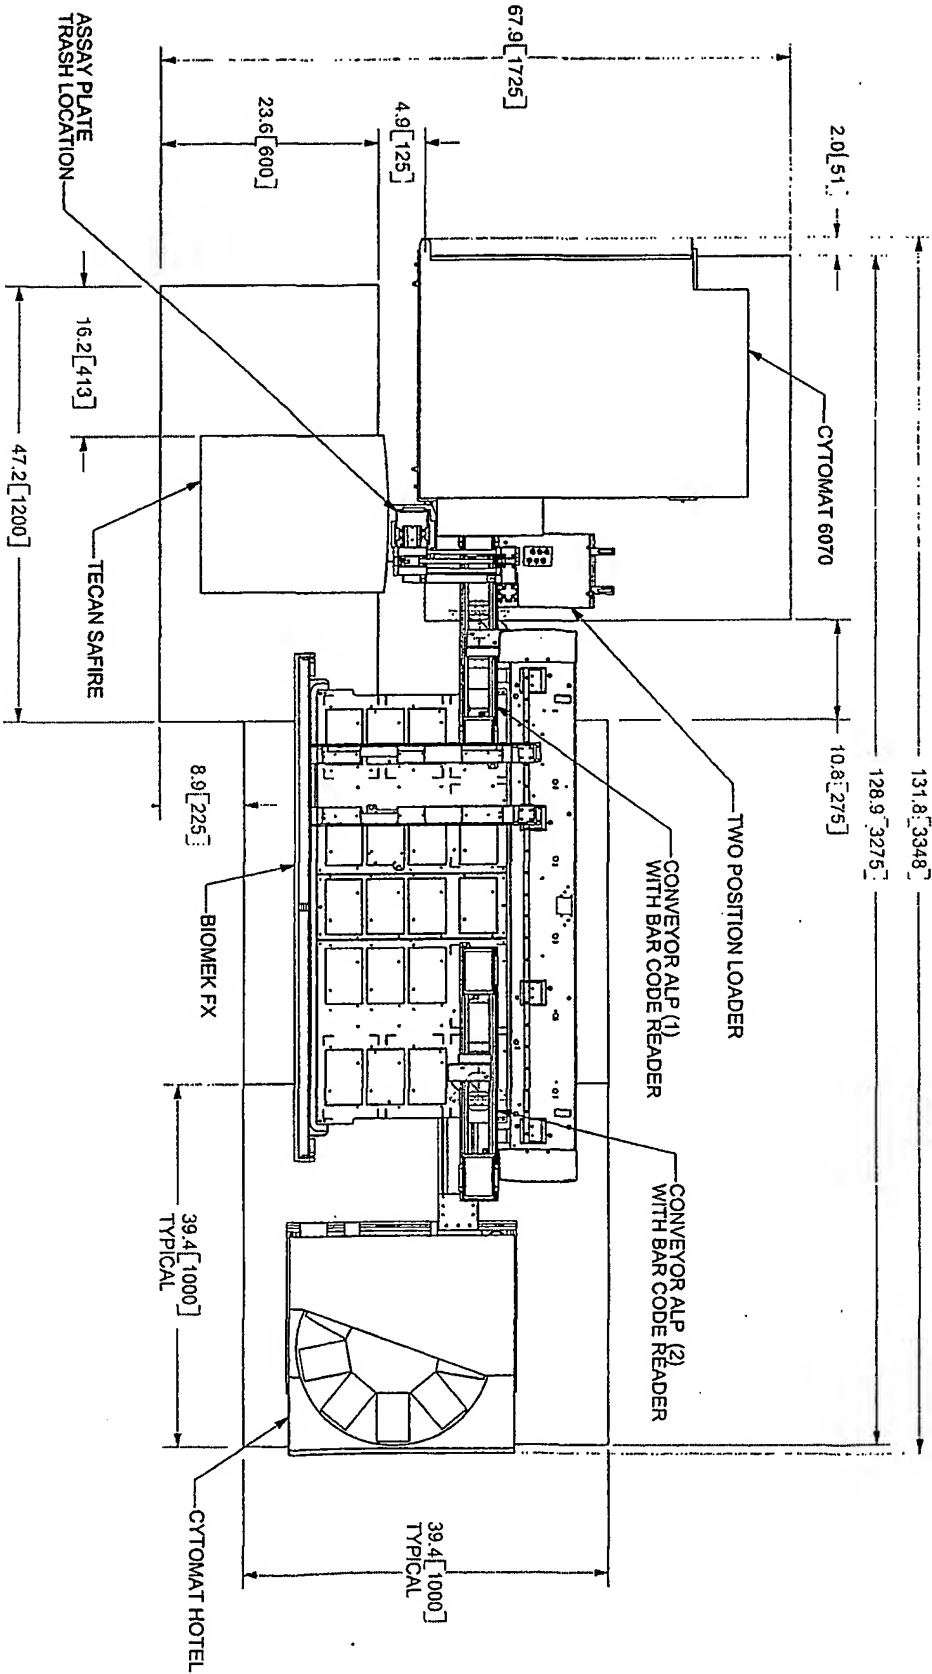 131.8[3348]
128.9[3275]
2.0[51]
10.8[275]
CYTOMAT 6070
TWO POSITION LOADER
CONVEYOR ALP (1)
WITH BAR CODE READER
CONVEYOR ALP (2)
WITH BAR CODE READER
67.9[1725]
4.9[125]
39.4[1000]
TYPICAL
23.6[600]
8.9[225]
BIOMEK FX
39.4[1000]
TYPICAL
CYTOMAT HOTEL
16.2[413]
TECAN SAFIRE
ASSAY PLATE
TRASH LOCATION
47.2[1200]